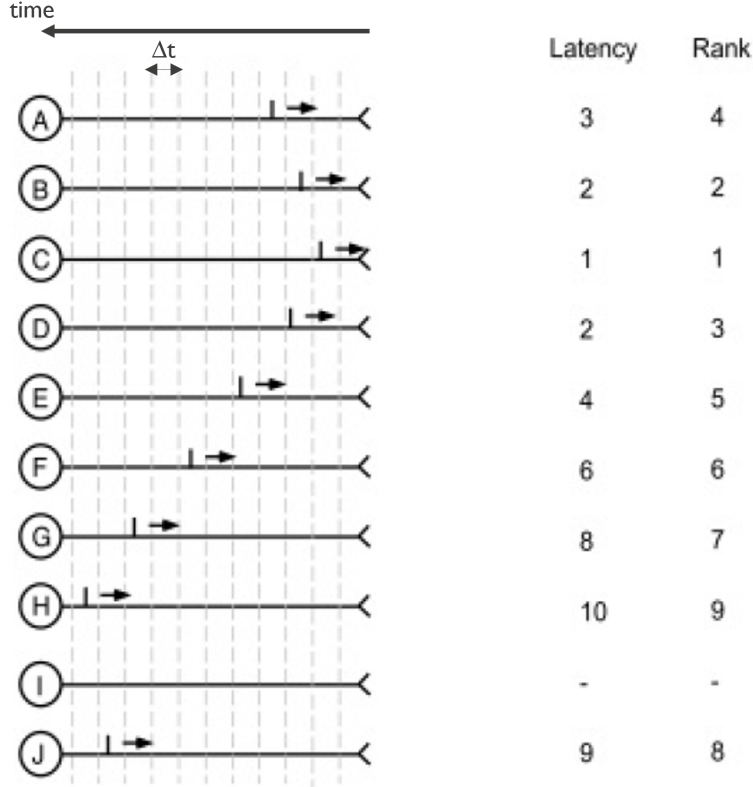 time
Δt
Latency Rank
A 3 4
B 2 2
C 1 1
D 2 3
E 4 5
F 6 6
G 8 7
H 10 9
I - -
J 9 8